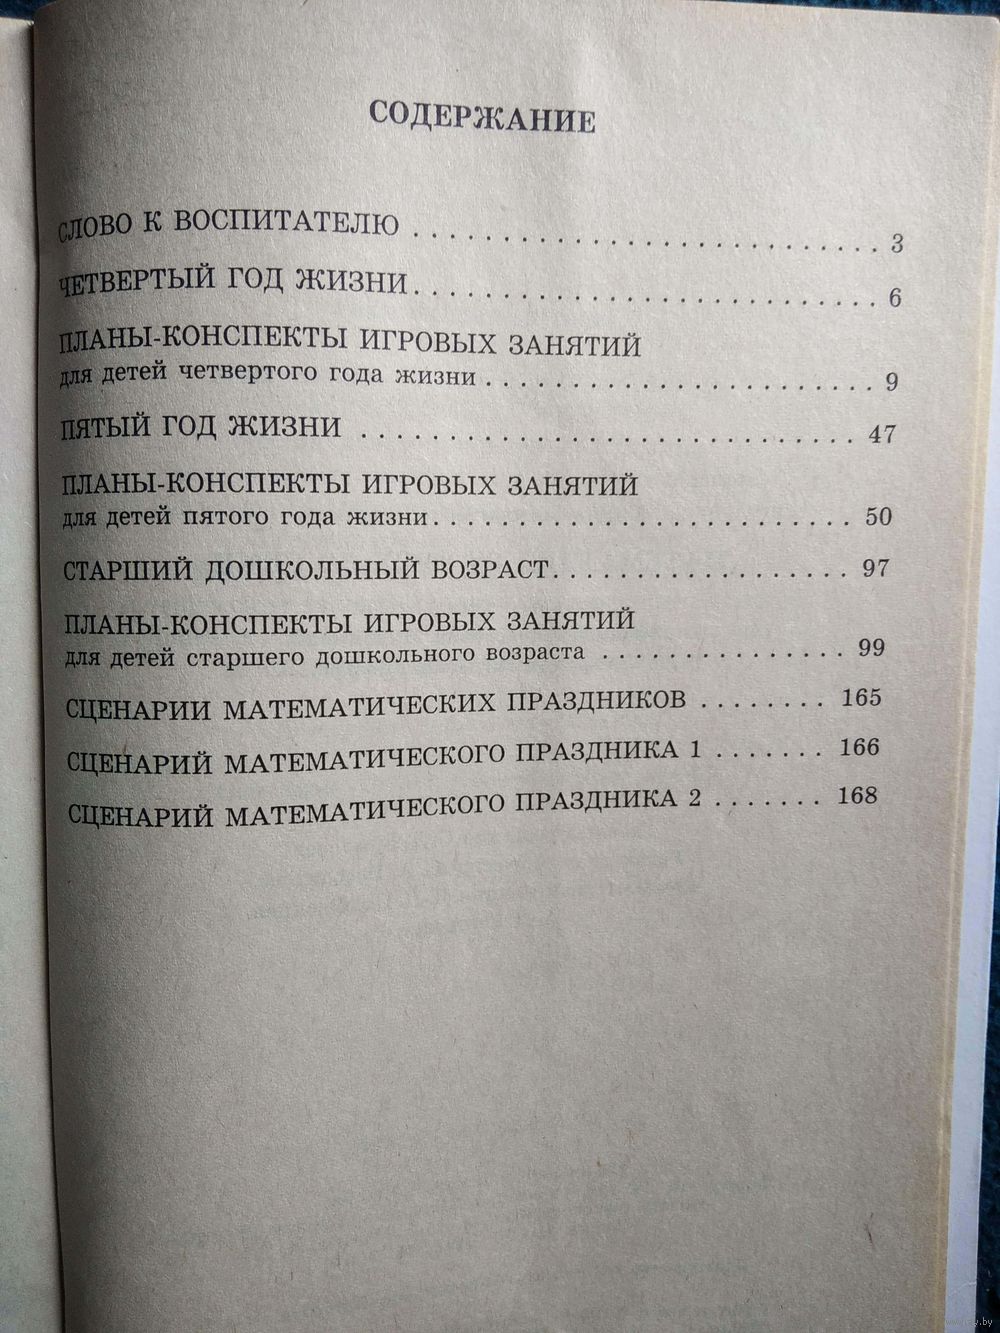 СОДЕРЖАНИЕ
СЛОВО К ВОСПИТАТЕЛЮ . . . . . . . . . . . . . . . . . . . . . . . . . . . 3
ЧЕТВЕРТЫЙ ГОД ЖИЗНИ . . . . . . . . . . . . . . . . . . . . . . . . . . . 6
ПЛАНЫ-КОНСПЕКТЫ ИГРОВЫХ ЗАНЯТИЙ
для детей четвертого года жизни . . . . . . . . . . . . . . . . . . . . . . . 9
ПЯТЫЙ ГОД ЖИЗНИ . . . . . . . . . . . . . . . . . . . . . . . . . . . . . 47
ПЛАНЫ-КОНСПЕКТЫ ИГРОВЫХ ЗАНЯТИЙ
для детей пятого года жизни . . . . . . . . . . . . . . . . . . . . . . . . . 50
СТАРШИЙ ДОШКОЛЬНЫЙ ВОЗРАСТ . . . . . . . . . . . . . . . . . . 97
ПЛАНЫ-КОНСПЕКТЫ ИГРОВЫХ ЗАНЯТИЙ
для детей старшего дошкольного возраста . . . . . . . . . . . . . . . 99
СЦЕНАРИИ МАТЕМАТИЧЕСКИХ ПРАЗДНИКОВ . . . . . . . . 165
СЦЕНАРИЙ МАТЕМАТИЧЕСКОГО ПРАЗДНИКА 1 . . . . . . . 166
СЦЕНАРИЙ МАТЕМАТИЧЕСКОГО ПРАЗДНИКА 2 . . . . . . . 168